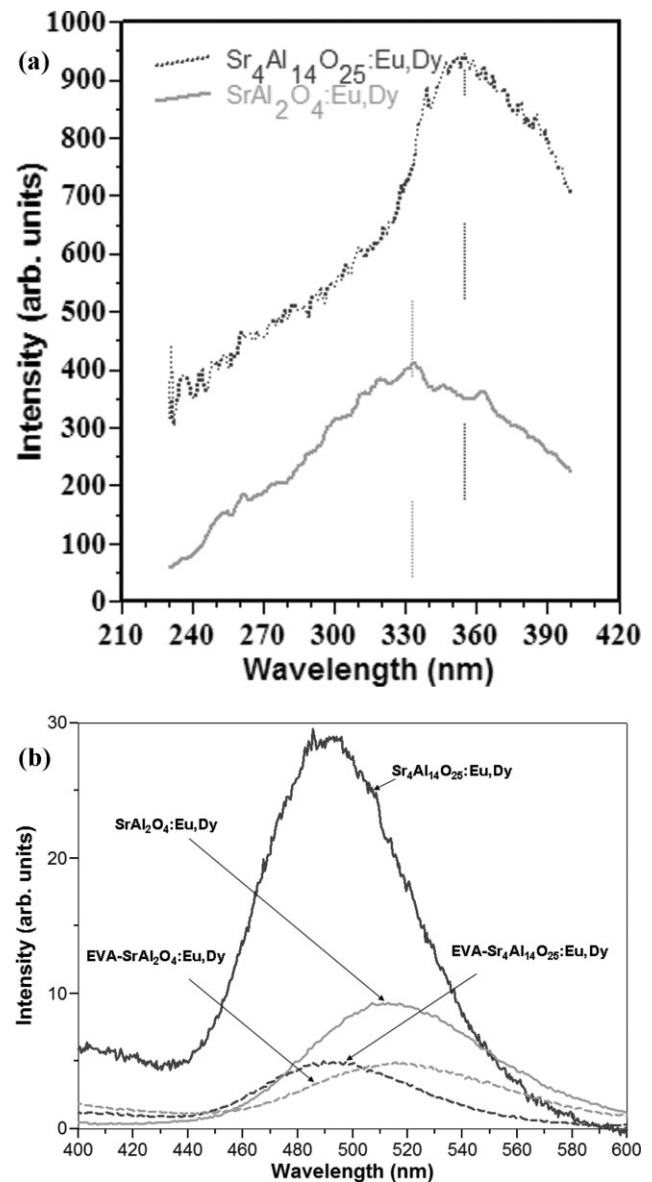 (a)
Sr4Al14O25:Eu,Dy
SrAl2O4:Eu,Dy
Intensity (arb. units)
1000
900
800
700
600
500
400
300
200
100
0
210 240 270 300 330 360 390 420
Wavelength (nm)
(b)
Sr4Al14O25:Eu,Dy
SrAl2O4:Eu,Dy
EVA-SrAl2O4:Eu,Dy
EVA-Sr4Al14O25:Eu,Dy
Intensity (arb. units)
30
20
10
0
400 420 440 460 480 500 520 540 560 580 600
Wavelength (nm)